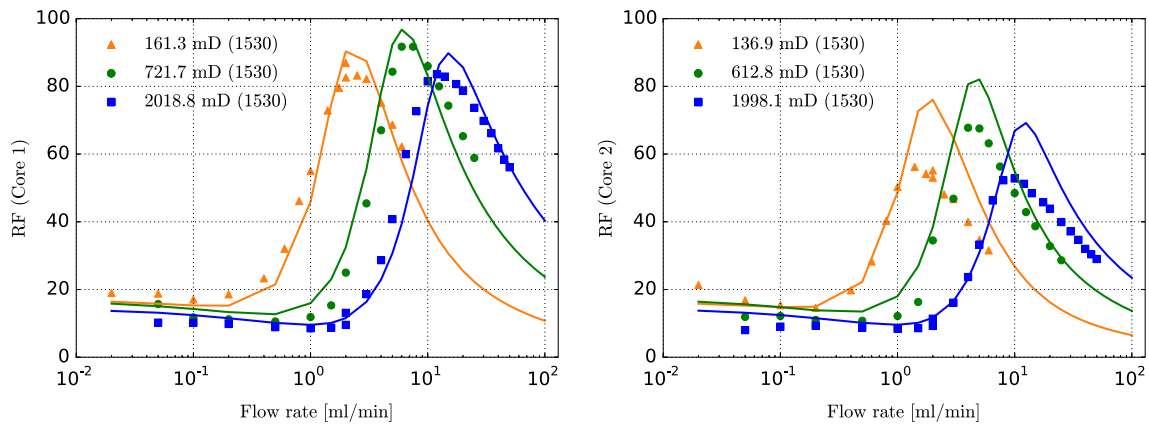 100
80
60
40
20
0
RF (Core 1)
161.3 mD (1530)
721.7 mD (1530)
2018.8 mD (1530)
10^-2
10^-1
10^0
10^1
10^2
Flow rate [ml/min]
100
80
60
40
20
0
RF (Core 2)
136.9 mD (1530)
612.8 mD (1530)
1998.1 mD (1530)
10^-2
10^-1
10^0
10^1
10^2
Flow rate [ml/min]